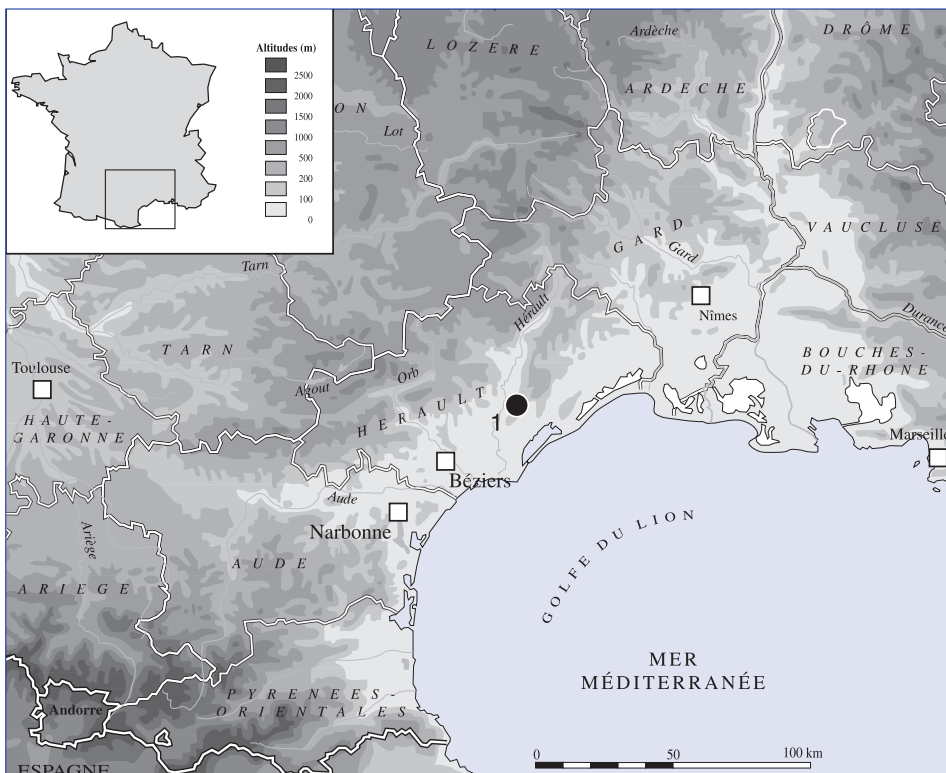 Altitudes (m)
2500
2000
1500
1000
500
200
100
0
LOZERE
Ardèche
DRÔME
ARDECHE
ON
Lot
GARD
Gard
VAUCLUSE
Tarn
Hérault
Nîmes
Durance
TARN
BOUCHES-
DU-RHONE
Toulouse
Agout
Orb
HERAULT
1
HAUTE-
GARONNE
Marseille
Béziers
Aude
Narbonne
GOLFE DU LION
Ariège
AUDE
ARIEGE
MER
MÉDITERRANÉE
PYRENEES-
ORIENTALES
Andorre
0 50 100 km
ESPAGNE